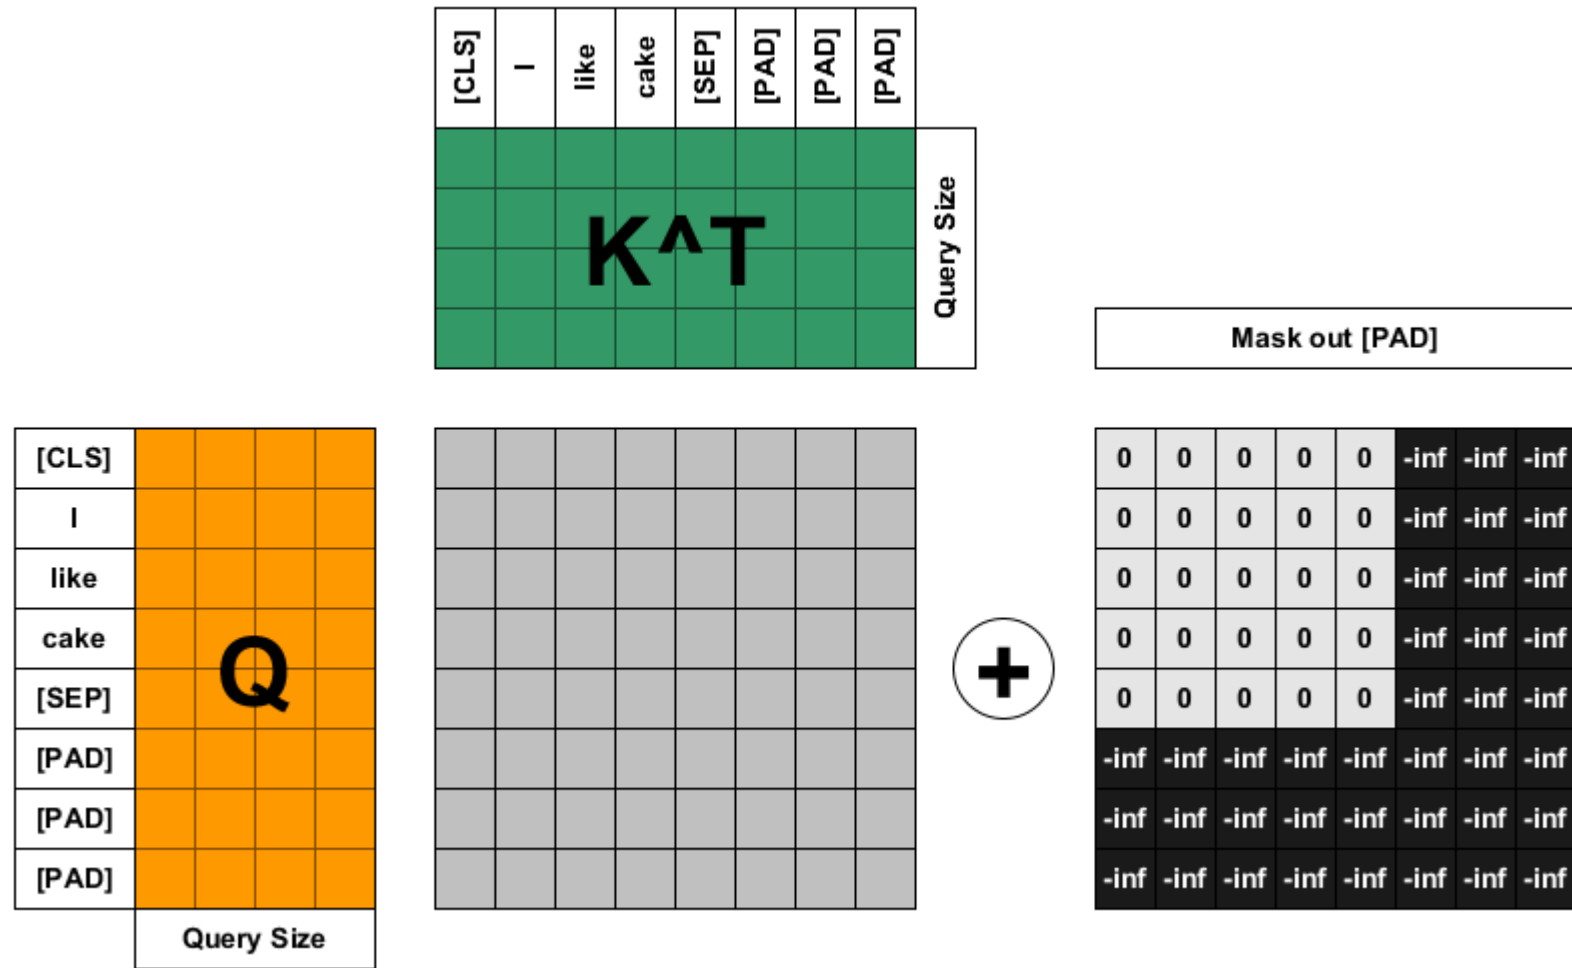 [CLS] I like cake [SEP] [PAD] [PAD] [PAD]
K^T
Query Size
Mask out [PAD]
[CLS]
I
like
cake
[SEP]
[PAD]
[PAD]
[PAD]
Q
Query Size
+
0 0 0 0 0 -inf -inf -inf
0 0 0 0 0 -inf -inf -inf
0 0 0 0 0 -inf -inf -inf
0 0 0 0 0 -inf -inf -inf
0 0 0 0 0 -inf -inf -inf
-inf -inf -inf -inf -inf -inf -inf -inf
-inf -inf -inf -inf -inf -inf -inf -inf
-inf -inf -inf -inf -inf -inf -inf -inf